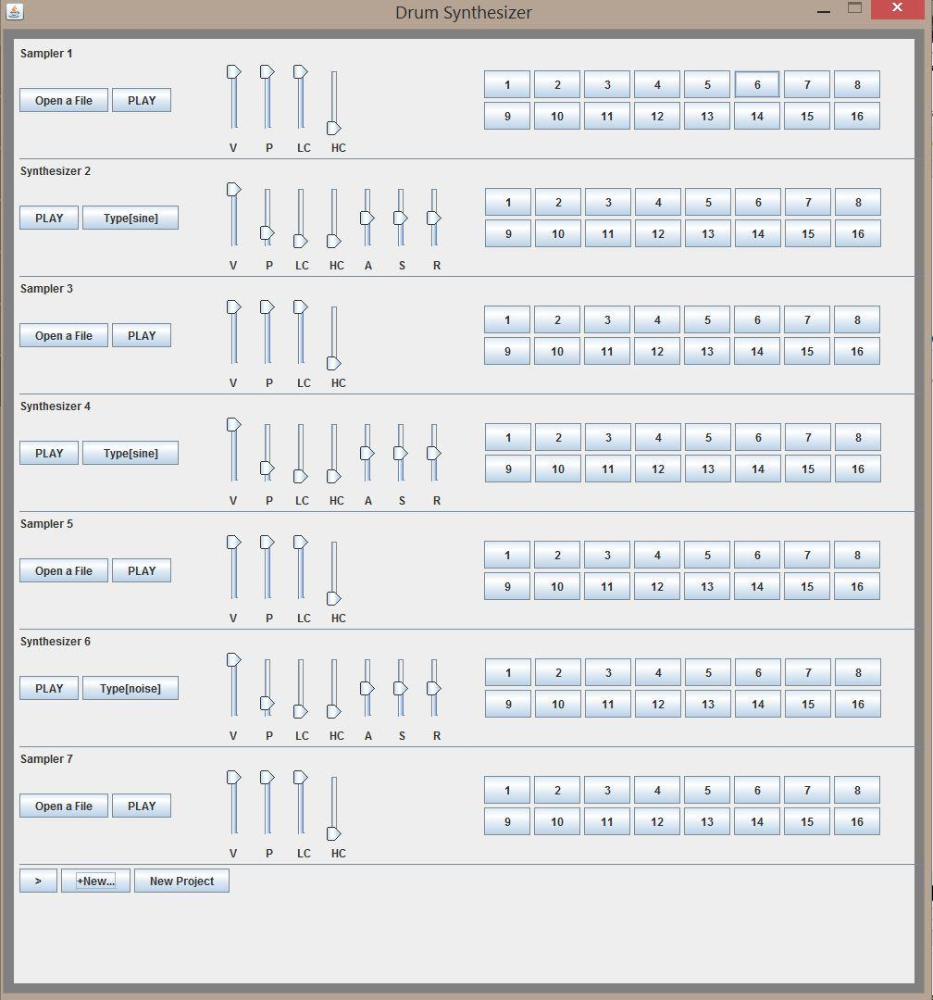 Drum Synthesizer
Sampler 1
1 2 3 4 5 6 7 8
Open a File PLAY
9 10 11 12 13 14 15 16
V P LC HC
Synthesizer 2
1 2 3 4 5 6 7 8
PLAY Type[sine]
9 10 11 12 13 14 15 16
V P LC HC A S R
Sampler 3
1 2 3 4 5 6 7 8
Open a File PLAY
9 10 11 12 13 14 15 16
V P LC HC
Synthesizer 4
1 2 3 4 5 6 7 8
PLAY Type[sine]
9 10 11 12 13 14 15 16
V P LC HC A S R
Sampler 5
1 2 3 4 5 6 7 8
Open a File PLAY
9 10 11 12 13 14 15 16
V P LC HC
Synthesizer 6
1 2 3 4 5 6 7 8
PLAY Type[noise]
9 10 11 12 13 14 15 16
V P LC HC A S R
Sampler 7
1 2 3 4 5 6 7 8
Open a File PLAY
9 10 11 12 13 14 15 16
V P LC HC
> +New... New Project